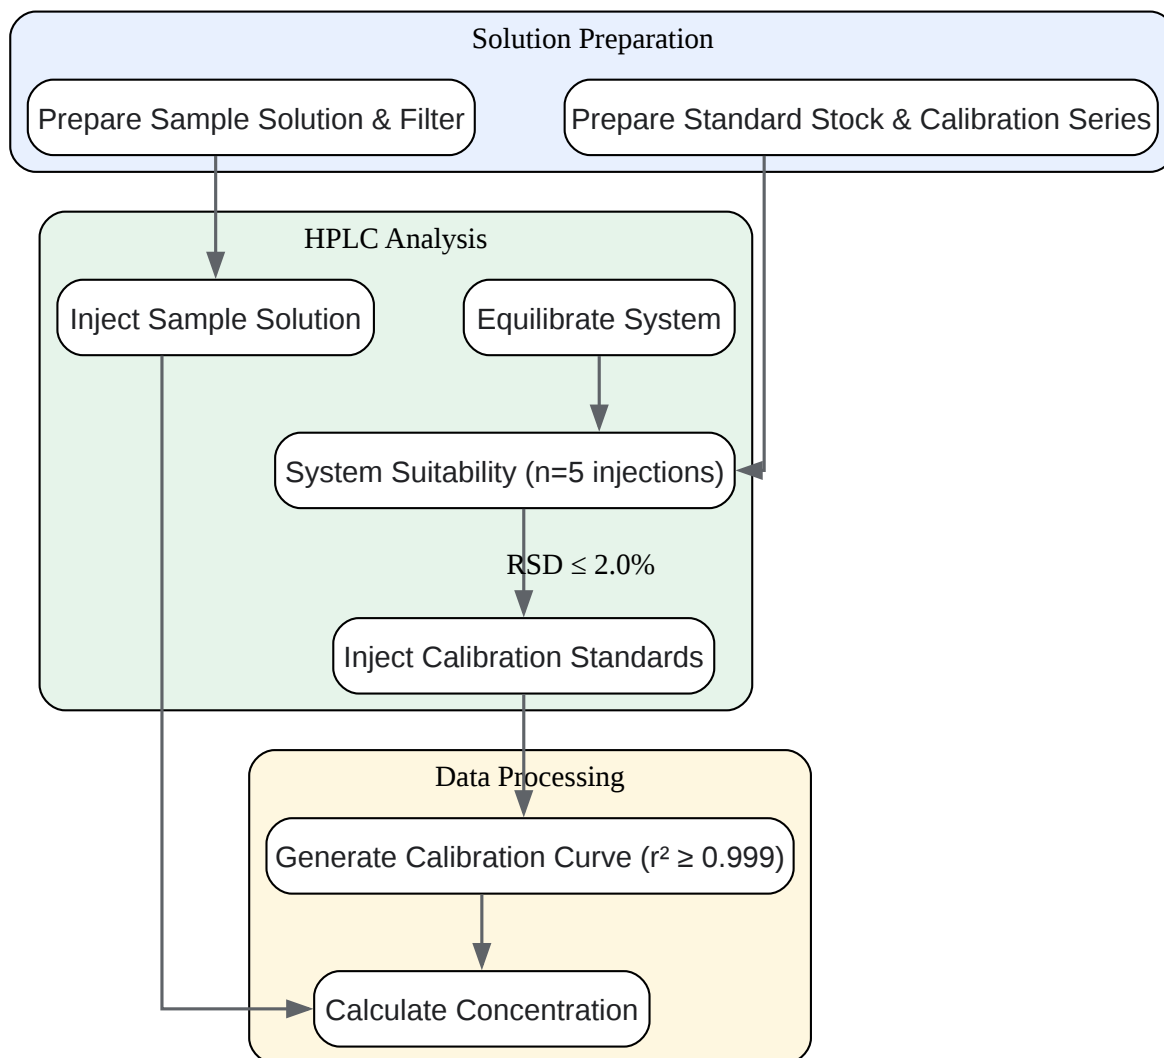 Solution Preparation
Prepare Sample Solution & Filter
Prepare Standard Stock & Calibration Series
HPLC Analysis
Inject Sample Solution
Equilibrate System
System Suitability (n=5 injections)
RSD ≤ 2.0%
Inject Calibration Standards
Data Processing
Generate Calibration Curve (r² ≥ 0.999)
Calculate Concentration